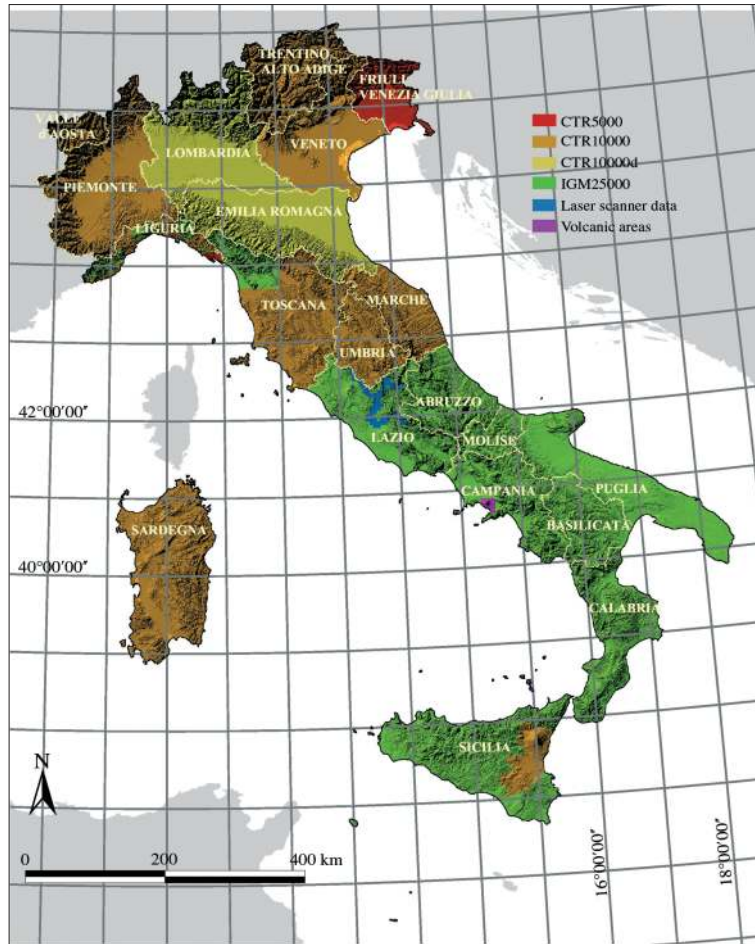 TRENTINO
ALTO ADIGE
FRIULI
VENEZIA GIULIA
VALLE
d'AOSTA
LOMBARDIA
VENETO
PIEMONTE
EMILIA ROMAGNA
LIGURIA
TOSCANA
MARCHE
UMBRIA
ABRUZZO
LAZIO
MOLISE
CAMPANIA
PUGLIA
BASILICATA
SARDEGNA
CALABRIA
SICILIA
CTR5000
CTR10000
CTR10000d
IGM25000
Laser scanner data
Volcanic areas
42°00'00"
40°00'00"
N
0 200 400 km
16°00'00"
18°00'00"